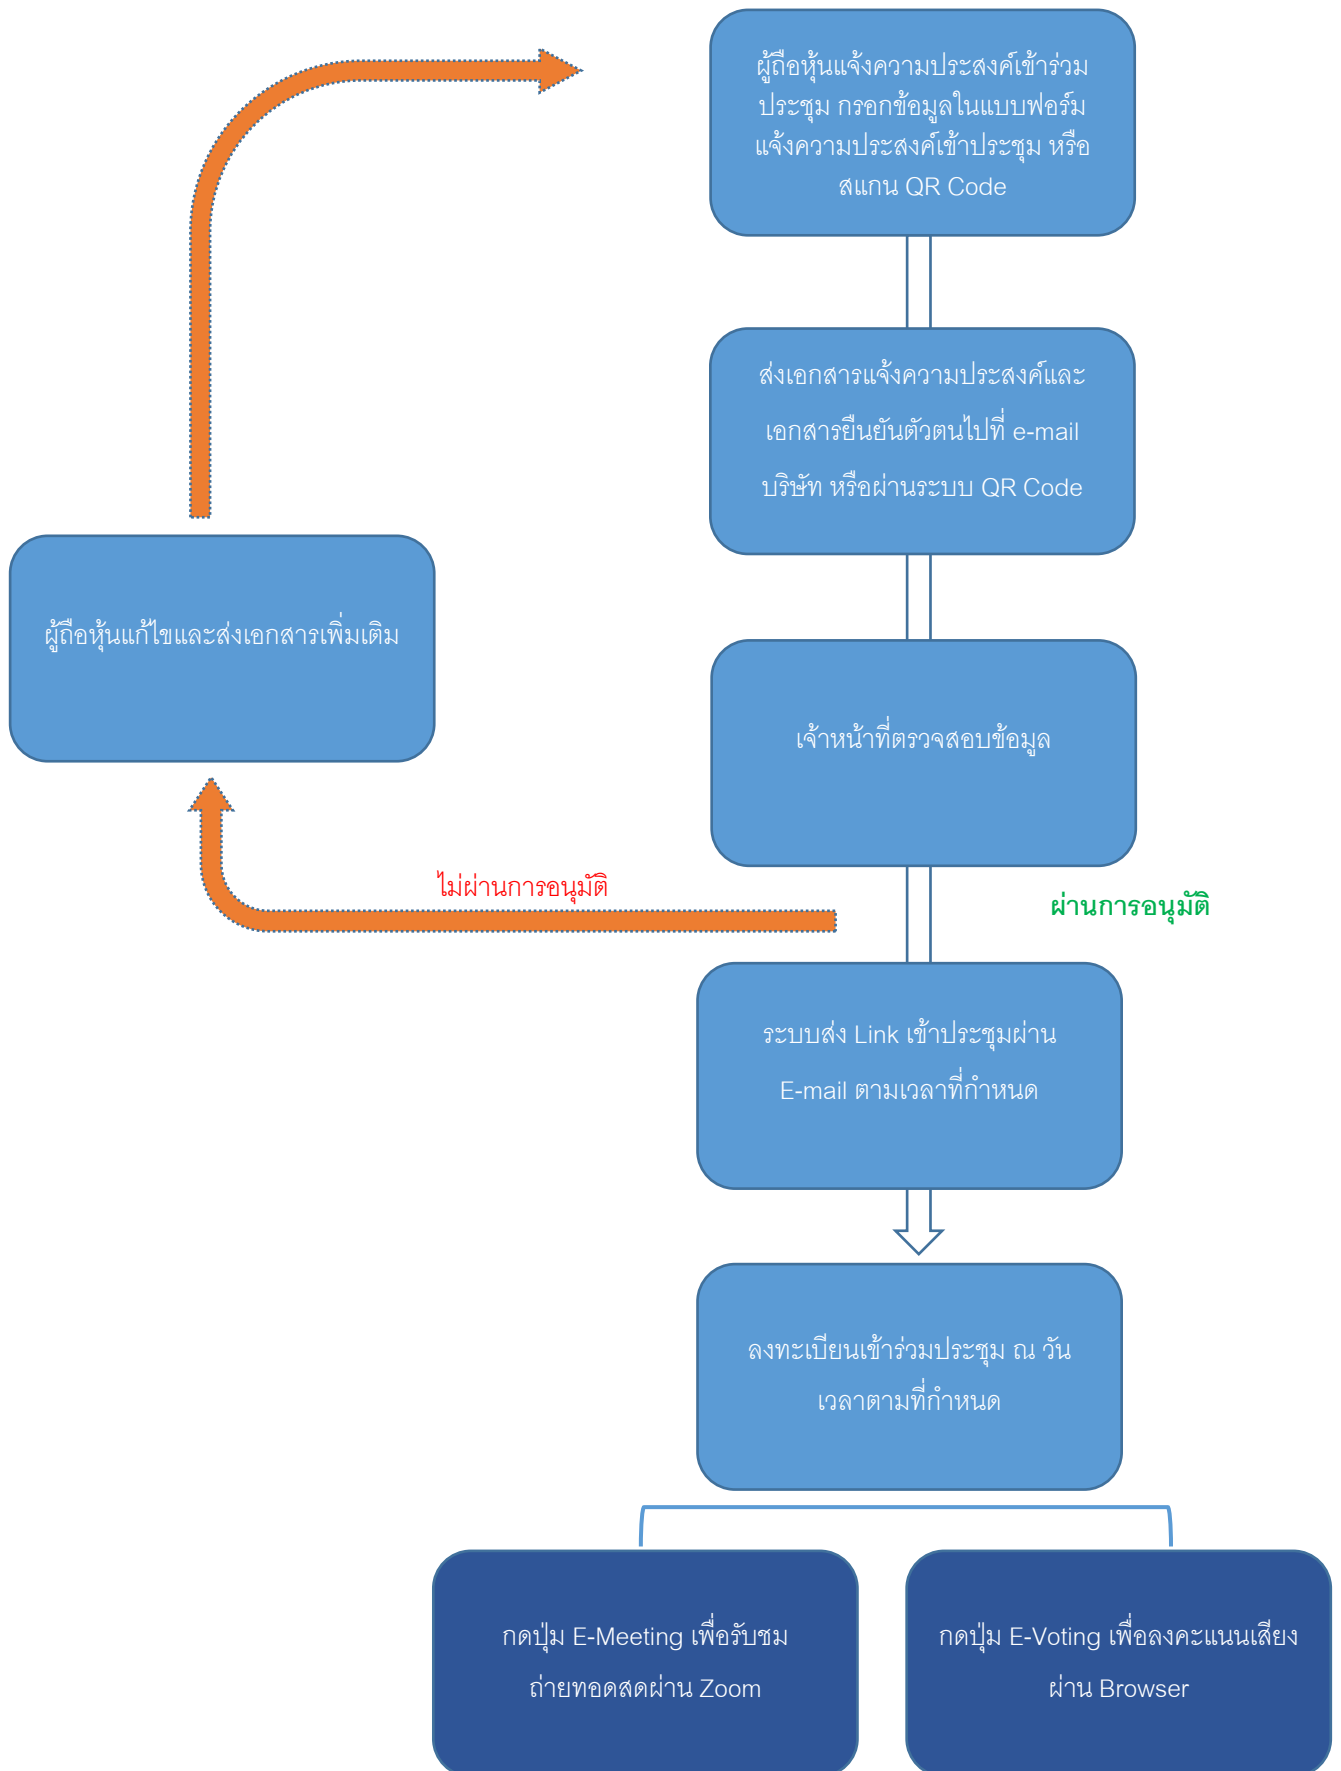 ผู้ถือหุ้นแจ้งความประสงค์เข้าร่วม
ประชุม กรอกข้อมูลในแบบฟอร์ม
แจ้งความประสงค์เข้าประชุม หรือ
สแกน QR Code
ส่งเอกสารแจ้งความประสงค์และ
เอกสารยืนยันตัวตนไปที่ e-mail
บริษัท หรือผ่านระบบ QR Code
ผู้ถือหุ้นแก้ไขและส่งเอกสารเพิ่มเติม
เจ้าหน้าที่ตรวจสอบข้อมูล
ไม่ผ่านการอนุมัติ
ผ่านการอนุมัติ
ระบบส่ง Link เข้าประชุมผ่าน
E-mail ตามเวลาที่กำหนด
ลงทะเบียนเข้าร่วมประชุม ณ วัน
เวลาตามที่กำหนด
กดปุ่ม E-Meeting เพื่อรับชม
ถ่ายทอดสดผ่าน Zoom
กดปุ่ม E-Voting เพื่อลงคะแนนเสียง
ผ่าน Browser